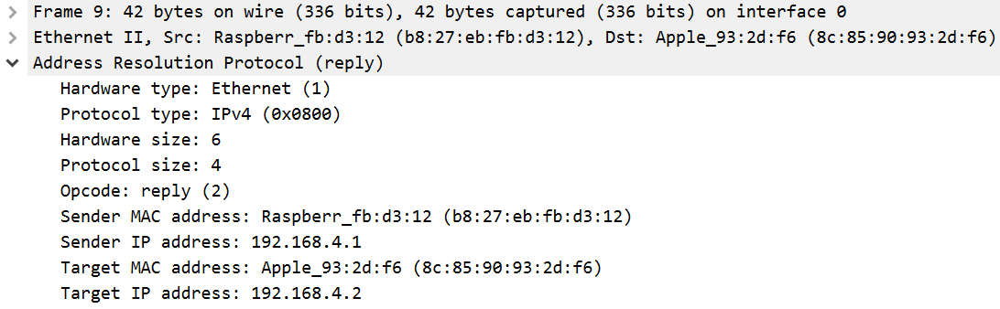 Frame 9: 42 bytes on wire (336 bits), 42 bytes captured (336 bits) on interface 0
Ethernet II, Src: Raspberr_fb:d3:12 (b8:27:eb:fb:d3:12), Dst: Apple_93:2d:f6 (8c:85:90:93:2d:f6)
Address Resolution Protocol (reply)
Hardware type: Ethernet (1)
Protocol type: IPv4 (0x0800)
Hardware size: 6
Protocol size: 4
Opcode: reply (2)
Sender MAC address: Raspberr_fb:d3:12 (b8:27:eb:fb:d3:12)
Sender IP address: 192.168.4.1
Target MAC address: Apple_93:2d:f6 (8c:85:90:93:2d:f6)
Target IP address: 192.168.4.2